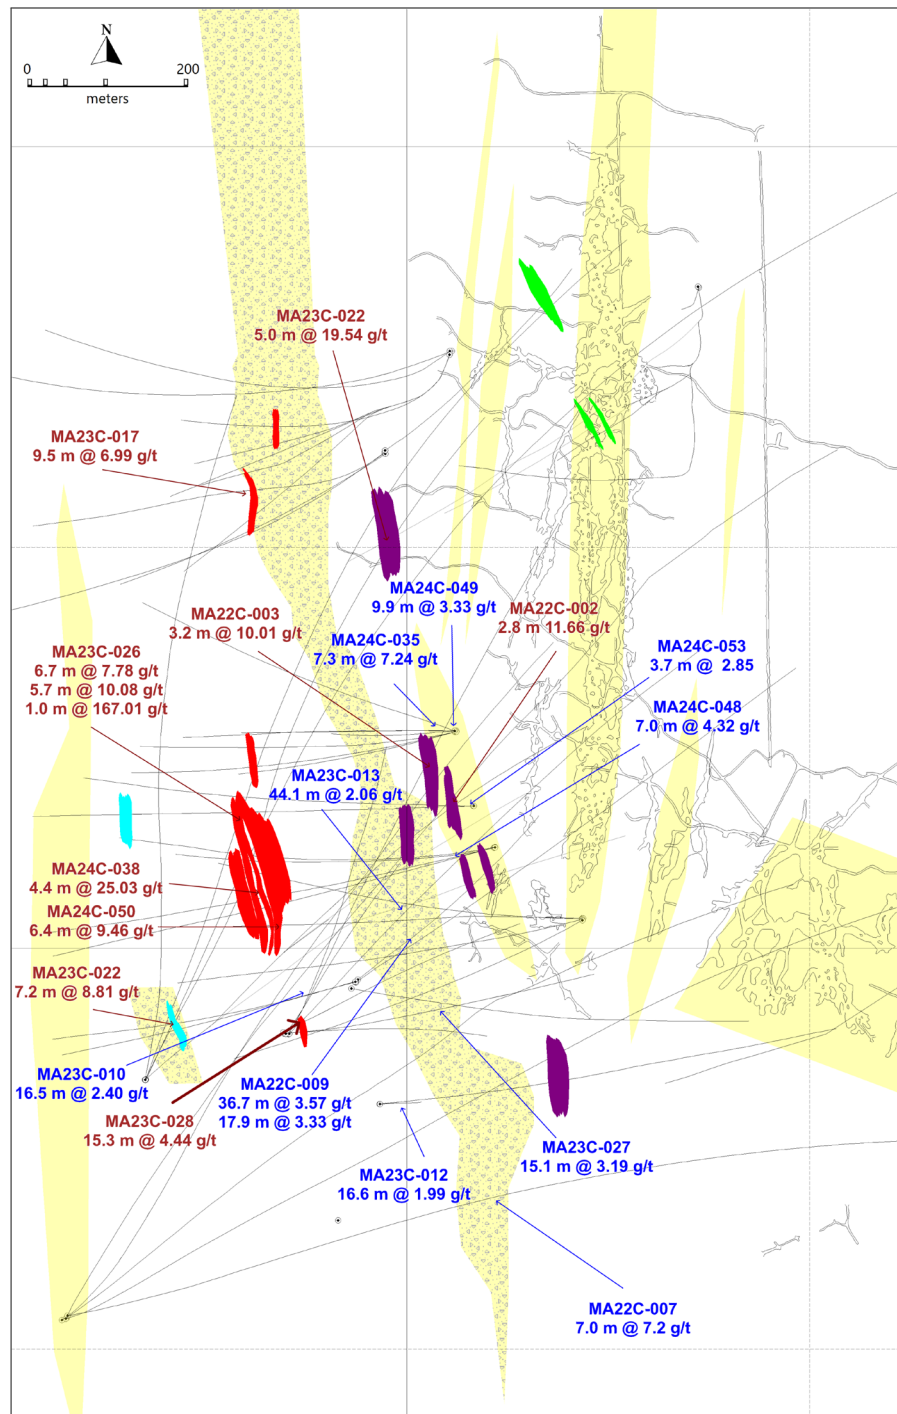 N
0 200
meters
MA23C-022
5.0 m @ 19.54 g/t
MA23C-017
9.5 m @ 6.99 g/t
MA24C-049
9.9 m @ 3.33 g/t
MA22C-003
3.2 m @ 10.01 g/t
MA22C-002
2.8 m 11.66 g/t
MA24C-035
7.3 m @ 7.24 g/t
MA23C-026
6.7 m @ 7.78 g/t
5.7 m @ 10.08 g/t
1.0 m @ 167.01 g/t
MA24C-053
3.7 m @ 2.85
MA24C-048
7.0 m @ 4.32 g/t
MA23C-013
44.1 m @ 2.06 g/t
MA24C-038
4.4 m @ 25.03 g/t
MA24C-050
6.4 m @ 9.46 g/t
MA23C-022
7.2 m @ 8.81 g/t
MA23C-010
16.5 m @ 2.40 g/t
MA22C-009
36.7 m @ 3.57 g/t
17.9 m @ 3.33 g/t
MA23C-028
15.3 m @ 4.44 g/t
MA23C-027
15.1 m @ 3.19 g/t
MA23C-012
16.6 m @ 1.99 g/t
MA22C-007
7.0 m @ 7.2 g/t